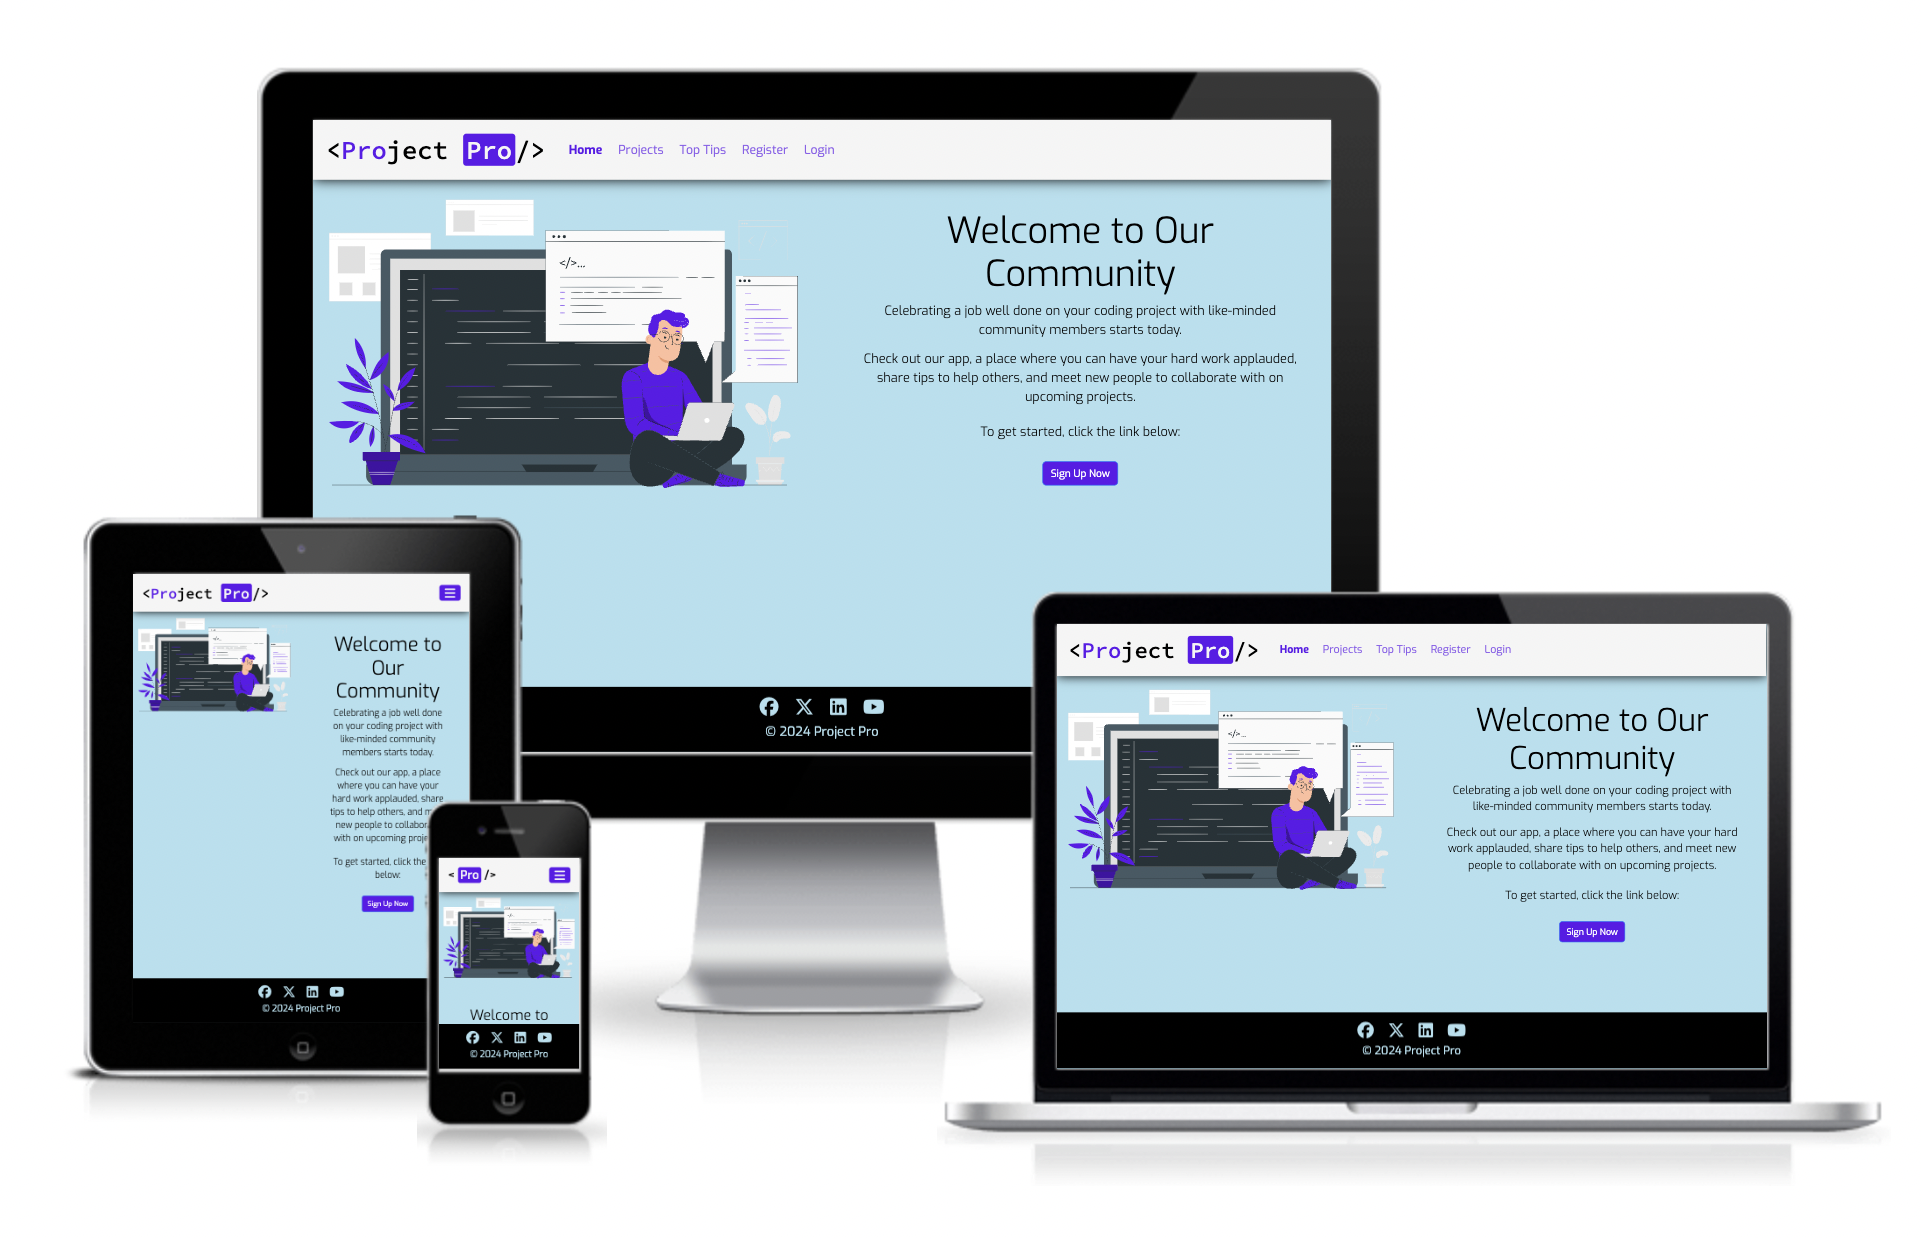 <Project Pro/> Home Projects Top Tips Register Login
</>...
Welcome to Our
Community
Celebrating a job well done on your coding project with like-minded
community members starts today.
Check out our app, a place where you can have your hard work applauded,
share tips to help others, and meet new people to collaborate with on
upcoming projects.
To get started, click the link below:
Sign Up Now
© 2024 Project Pro
<Project Pro/>
Welcome to
Our
Community
Celebrating a job well done
on your coding project with
like-minded community
members starts today.
Check out our app, a place
where you can have your
hard work applauded, share
tips to help others, and m
new people to collabor
with on upcoming proje
To get started, click the
below:
Sign Up Now
© 2024 Project Pro
< Pro />
Welcome to
© 2024 Project Pro
<Project Pro/> Home Projects Top Tips Register Login
</>...
Welcome to Our
Community
Celebrating a job well done on your coding project with
like-minded community members starts today.
Check out our app, a place where you can have your hard
work applauded, share tips to help others, and meet new
people to collaborate with on upcoming projects.
To get started, click the link below:
Sign Up Now
© 2024 Project Pro